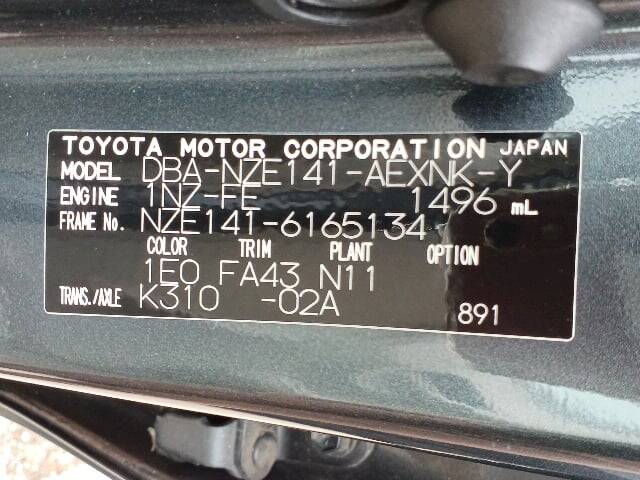 TOYOTA MOTOR CORPORATION JAPAN
MODEL DBA-NZE141-AEXNK-Y
ENGINE 1NZ-FE 1496 mL
FRAME No. NZE141-6165134
COLOR TRIM PLANT OPTION
1E0 FA43 N11
TRANS./AXLE K310 -02A 891